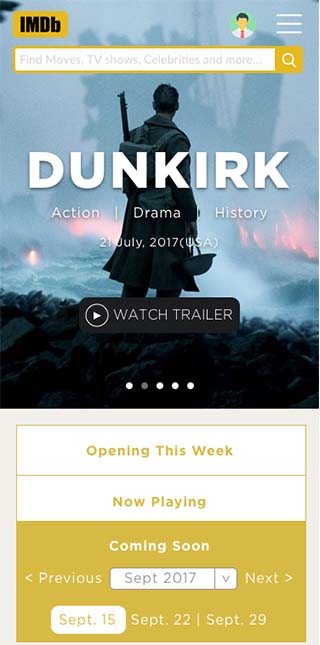 IMDb
Find Movies, TV shows, Celebrities and more...
DUNKIRK
Action | Drama | History
21 July, 2017(USA)
WATCH TRAILER
Opening This Week
Now Playing
Coming Soon
< Previous Sept 2017 v Next >
Sept. 15 Sept. 22 | Sept. 29